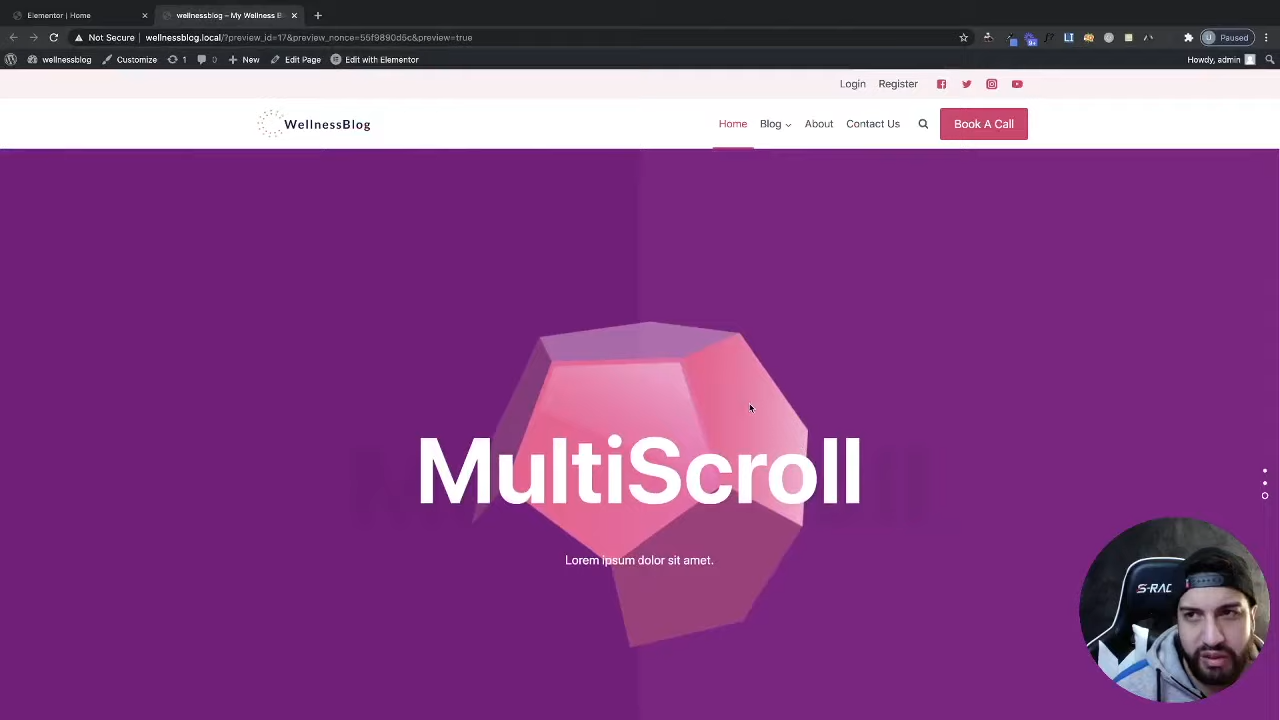 Elementor | Home
wellnessblog – My Wellness B
Not Secure
wellnessblog.local/?preview_id=17&preview_nonce=55f9890d5c&preview=true
Paused
wellnessblog
Customize
1
0
New
Edit Page
Edit with Elementor
Howdy, admin
Login
Register
WellnessBlog
Home
Blog
About
Contact Us
Book A Call
MultiScroll
Lorem ipsum dolor sit amet.
S-RAC